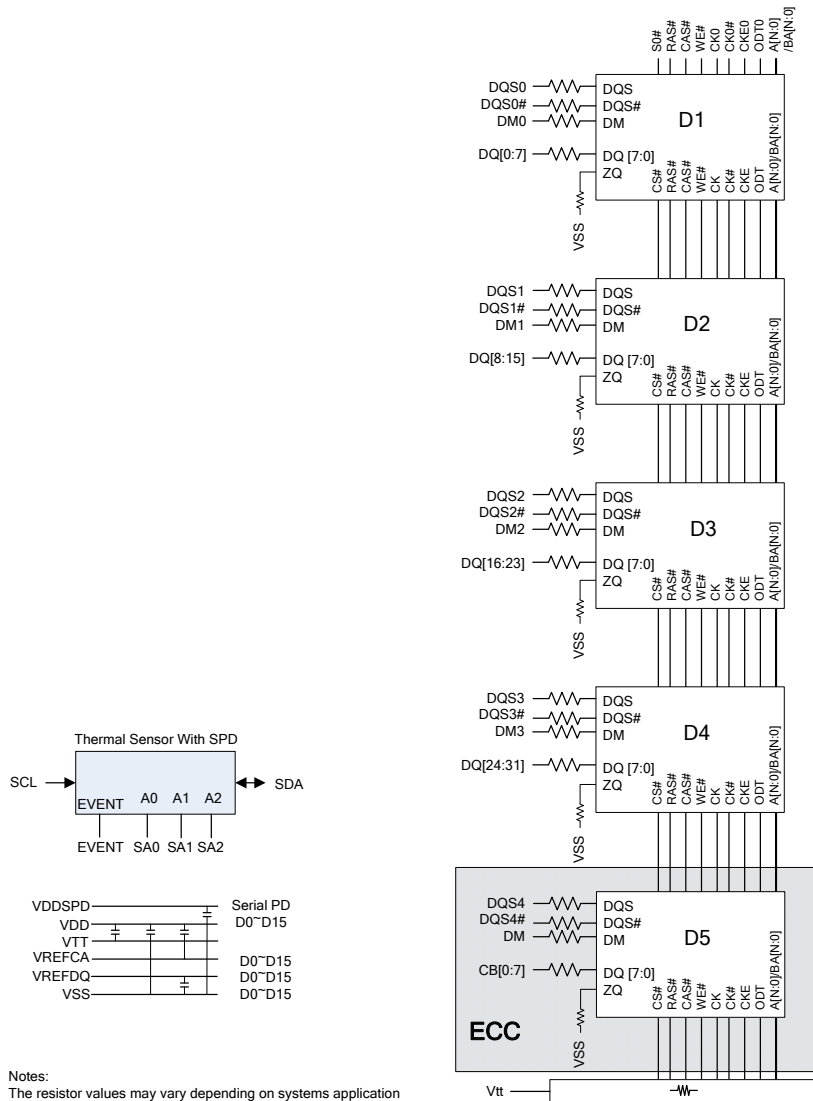 S0# RAS# CAS# WE# CK0 CK0# CKE0 ODT0 A[N:0]
/BA[N:0]
DQS0 DQS
DQS0# DQS#
DM0 DM
D1
DQ[0:7] DQ [7:0]
ZQ
VSS
CS# RAS# CAS# WE# CK CK# CKE ODT A[N:0]/BA[N:0]
DQS1 DQS
DQS1# DQS#
DM1 DM
D2
DQ[8:15] DQ [7:0]
ZQ
VSS
CS# RAS# CAS# WE# CK CK# CKE ODT A[N:0]/BA[N:0]
DQS2 DQS
DQS2# DQS#
DM2 DM
D3
DQ[16:23] DQ [7:0]
ZQ
VSS
CS# RAS# CAS# WE# CK CK# CKE ODT A[N:0]/BA[N:0]
DQS3 DQS
DQS3# DQS#
DM3 DM
D4
DQ[24:31] DQ [7:0]
ZQ
VSS
CS# RAS# CAS# WE# CK CK# CKE ODT A[N:0]/BA[N:0]
Thermal Sensor With SPD
SCL SDA
EVENT A0 A1 A2
EVENT SA0 SA1 SA2
VDDSPD Serial PD
VDD D0~D15
VTT
VREFCA D0~D15
VREFDQ D0~D15
VSS D0~D15
DQS4 DQS
DQS4# DQS#
DM DM
D5
CB[0:7] DQ [7:0]
ZQ
VSS
CS# RAS# CAS# WE# CK CK# CKE ODT A[N:0]/BA[N:0]
ECC
Vtt
Notes:
The resistor values may vary depending on systems application